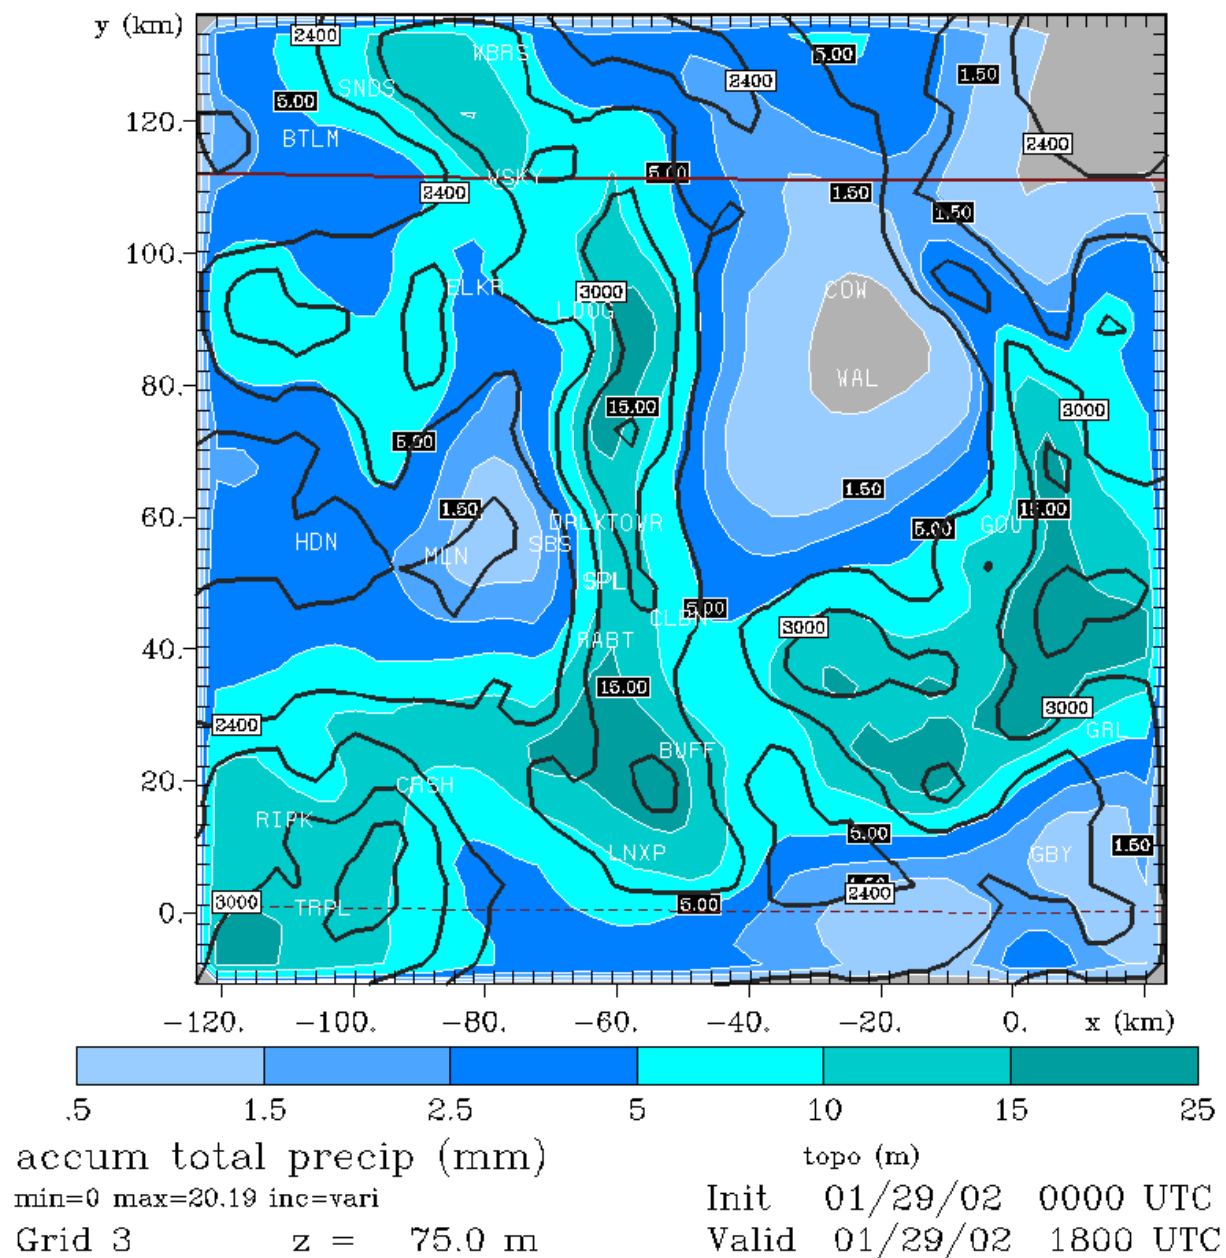 y (km)
2400
WBRS
5.00
SNDS
2400
1.50
5.00
120.
BTLM
2400
5.00
WSKY
2400
1.50
1.50
100.
ELKR
3000
COW
LDOG
80.
WAL
15.00
3000
5.00
1.50
1.50
60.
DRLKTOWR
15.00
GOU
5.00
HDN
MLN
SBS
SPL
5.00
CLBN
3000
40.
RABT
15.00
3000
2400
GRL
BUFF
20.
CRSH
RIPK
5.00
1.50
LNXP
GBY
1.50
2400
3000
TRPL
5.00
0.
-120.
-100.
-80.
-60.
-40.
-20.
0.
x (km)
.5
1.5
2.5
5
10
15
25
accum total precip (mm)
topo (m)
min=0 max=20.19 inc=vari
Init 01/29/02 0000 UTC
Grid 3 z = 75.0 m
Valid 01/29/02 1800 UTC